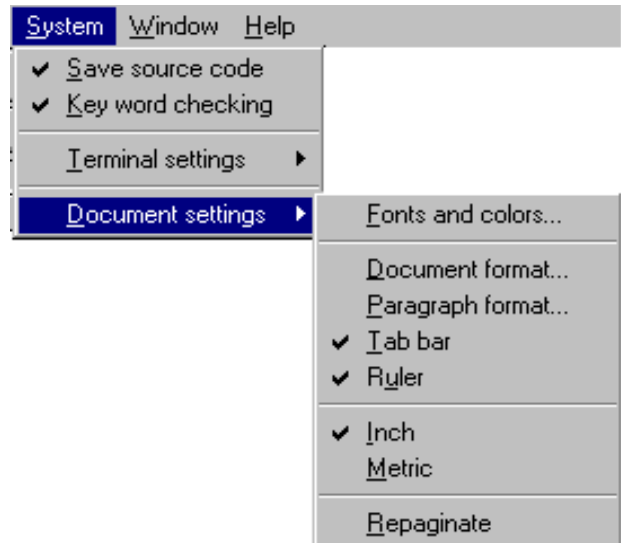 System Window Help
Save source code
Key word checking
Terminal settings
Document settings
Fonts and colors...
Document format...
Paragraph format...
Tab bar
Ruler
Inch
Metric
Repaginate